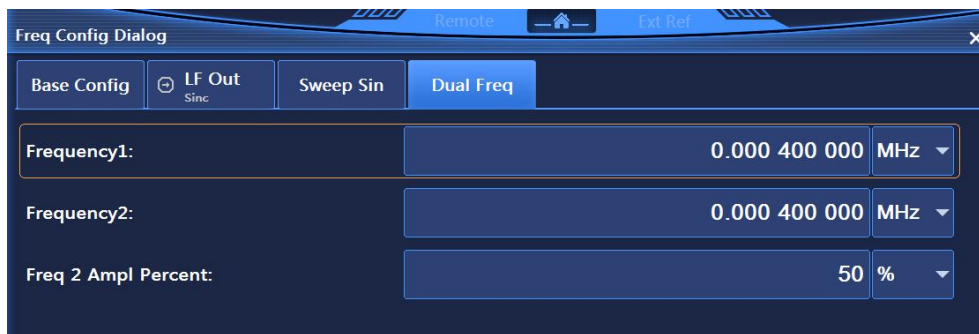 Remote Ext Ref
Freq Config Dialog
Base Config LF Out Sweep Sin Dual Freq
Sinc
Frequency1: 0.000 400 000 MHz
Frequency2: 0.000 400 000 MHz
Freq 2 Ampl Percent: 50 %